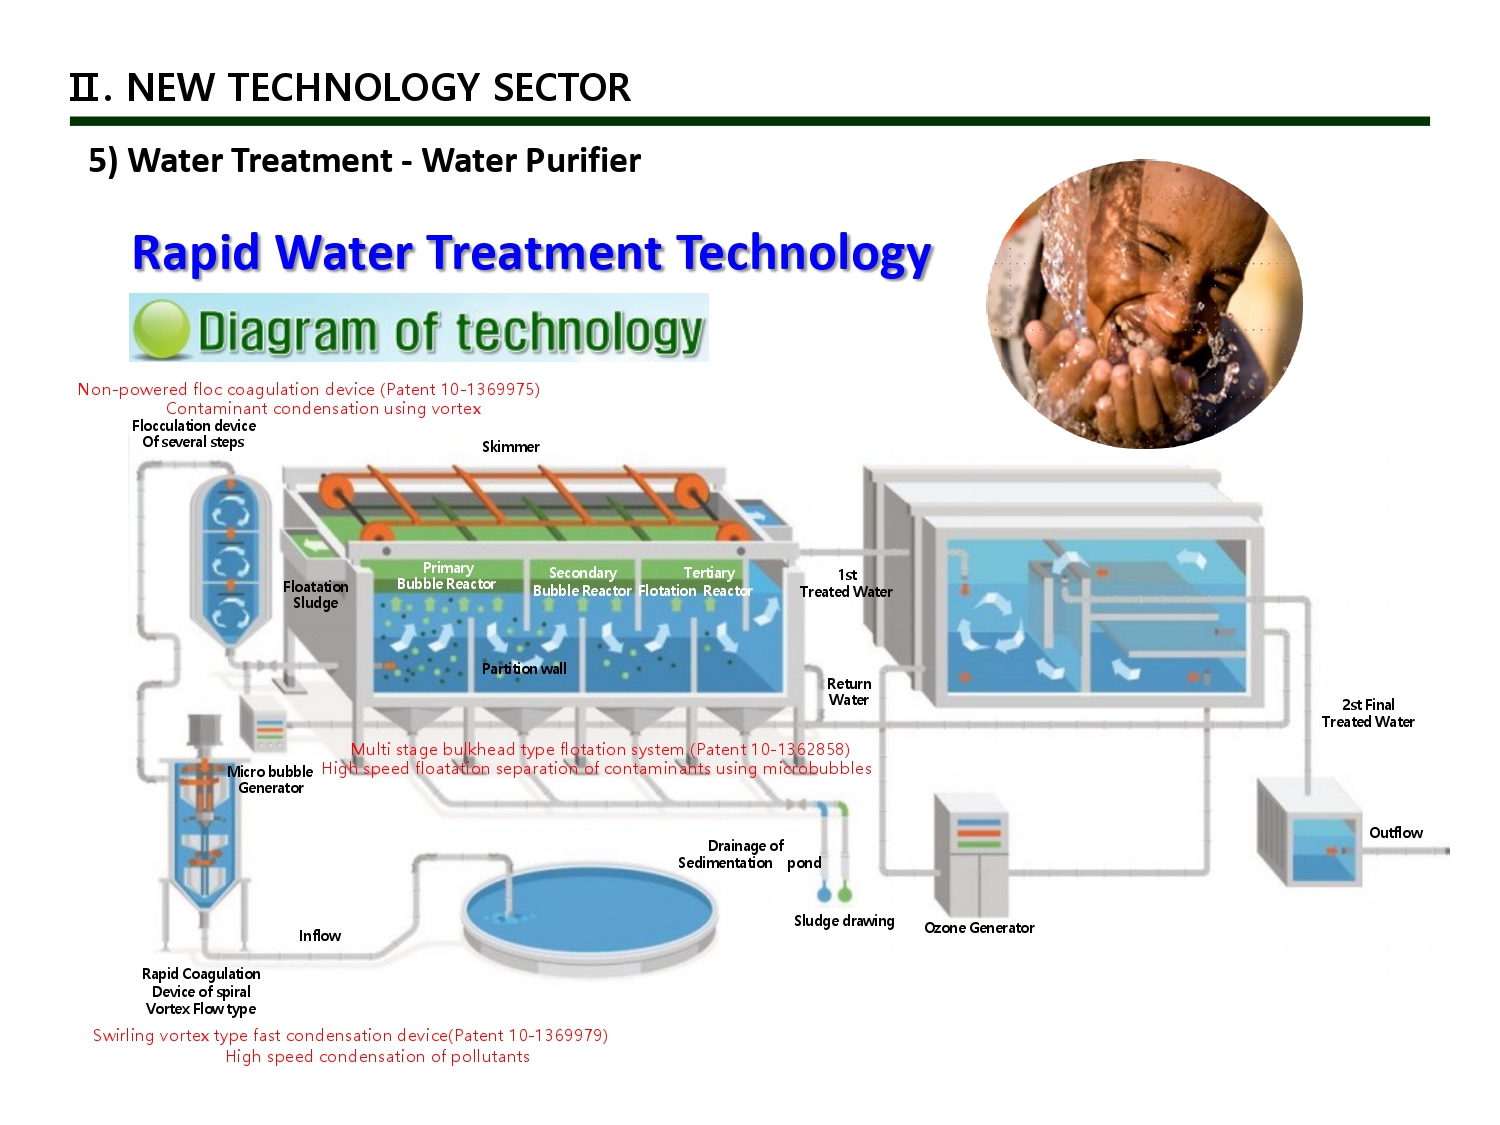 Ⅱ. NEW TECHNOLOGY SECTOR
5) Water Treatment - Water Purifier
Rapid Water Treatment Technology
Diagram of technology
Non-powered floc coagulation device (Patent 10-1369975)
Contaminant condensation using vortex
Flocculation device
Of several steps
Skimmer
Primary
Bubble Reactor
Secondary
Bubble Reactor
Tertiary
Flotation Reactor
Floatation
Sludge
1st
Treated Water
Partition wall
Return
Water
2st Final
Treated Water
Multi stage bulkhead type flotation system (Patent 10-1362858)
High speed floatation separation of contaminants using microbubbles
Micro bubble
Generator
Drainage of
Sedimentation pond
Outflow
Sludge drawing
Ozone Generator
Inflow
Rapid Coagulation
Device of spiral
Vortex Flow type
Swirling vortex type fast condensation device(Patent 10-1369979)
High speed condensation of pollutants